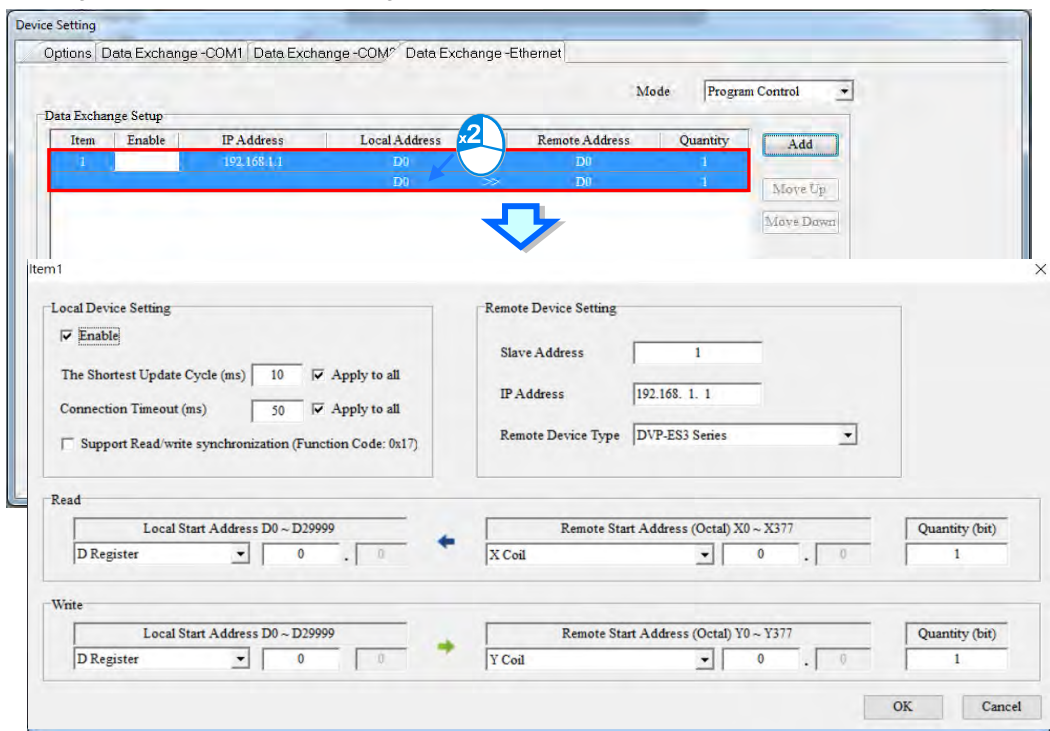 Device Setting
Options Data Exchange -COM1 Data Exchange -COM2 Data Exchange -Ethernet
Mode Program Control
Data Exchange Setup
Item Enable IP Address Local Address Remote Address Quantity
x2
Add
1 192.168.1.1 D0 D0 1
D0 >> D0 1
Move Up
Move Down
Item1
Local Device Setting
Remote Device Setting
Enable
Slave Address 1
The Shortest Update Cycle (ms) 10 Apply to all
IP Address 192.168. 1. 1
Connection Timeout (ms) 50 Apply to all
Remote Device Type DVP-ES3 Series
Support Read/write synchronization (Function Code: 0x17)
Read
Local Start Address D0 ~ D29999 Remote Start Address (Octal) X0 ~ X377 Quantity (bit)
D Register 0 . 0 X Coil 0 . 0 1
Write
Local Start Address D0 ~ D29999 Remote Start Address (Octal) Y0 ~ Y377 Quantity (bit)
D Register 0 0 Y Coil 0 . 0 1
OK Cancel